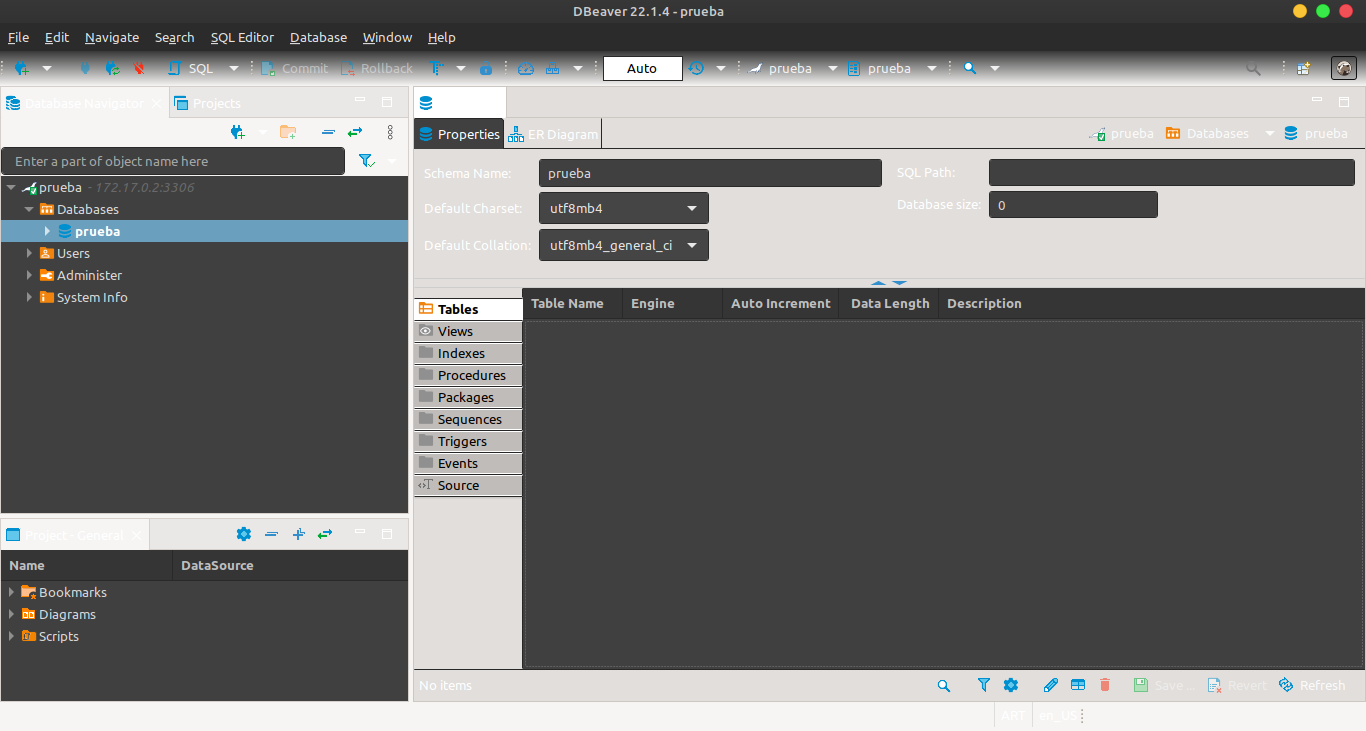 DBeaver 22.1.4 - prueba
File Edit Navigate Search SQL Editor Database Window Help
SQL Commit Rollback Auto prueba prueba
Database Navigator Projects
Enter a part of object name here
prueba - 172.17.0.2:3306
Databases
prueba
Users
Administer
System Info
Project - General
Name DataSource
Bookmarks
Diagrams
Scripts
Properties ER Diagram prueba Databases prueba
Schema Name: prueba SQL Path:
Default Charset: utf8mb4 Database size: 0
Default Collation: utf8mb4_general_ci
Tables
Views
Indexes
Procedures
Packages
Sequences
Triggers
Events
Source
Table Name Engine Auto Increment Data Length Description
No items Save ... Revert Refresh
ART en_US